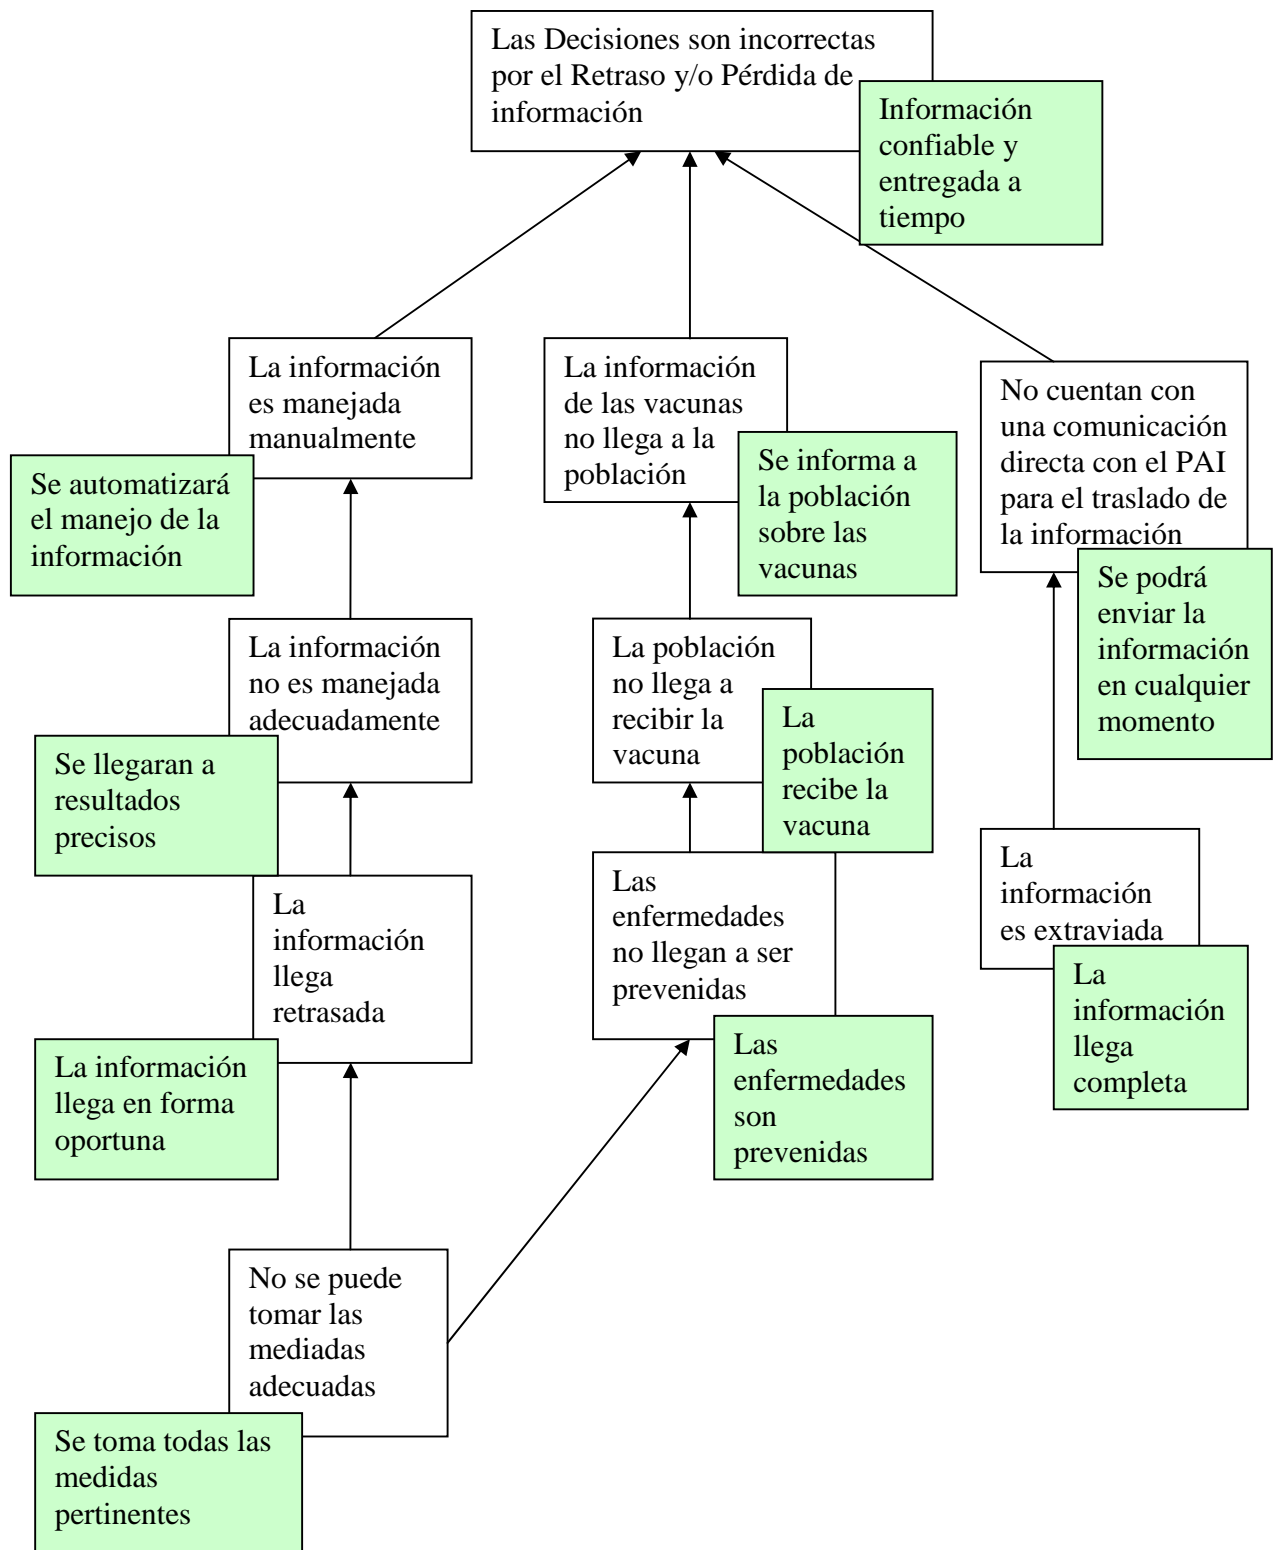 Las Decisiones son incorrectas
por el Retraso y/o Pérdida de
información
Información
confiable y
entregada a
tiempo
La información
es manejada
manualmente
Se automatizará
el manejo de la
información
La información
de las vacunas
no llega a la
población
Se informa a
la población
sobre las
vacunas
No cuentan con
una comunicación
directa con el PAI
para el traslado de
la información
Se podrá
enviar la
información
en cualquier
momento
La información
no es manejada
adecuadamente
Se llegaran a
resultados
precisos
La población
no llega a
recibir la
vacuna
La
población
recibe la
vacuna
La
información
llega
retrasada
La información
llega en forma
oportuna
Las
enfermedades
no llegan a ser
prevenidas
Las
enfermedades
son
prevenidas
La
información
es extraviada
La
información
llega
completa
No se puede
tomar las
mediadas
adecuadas
Se toma todas las
medidas
pertinentes